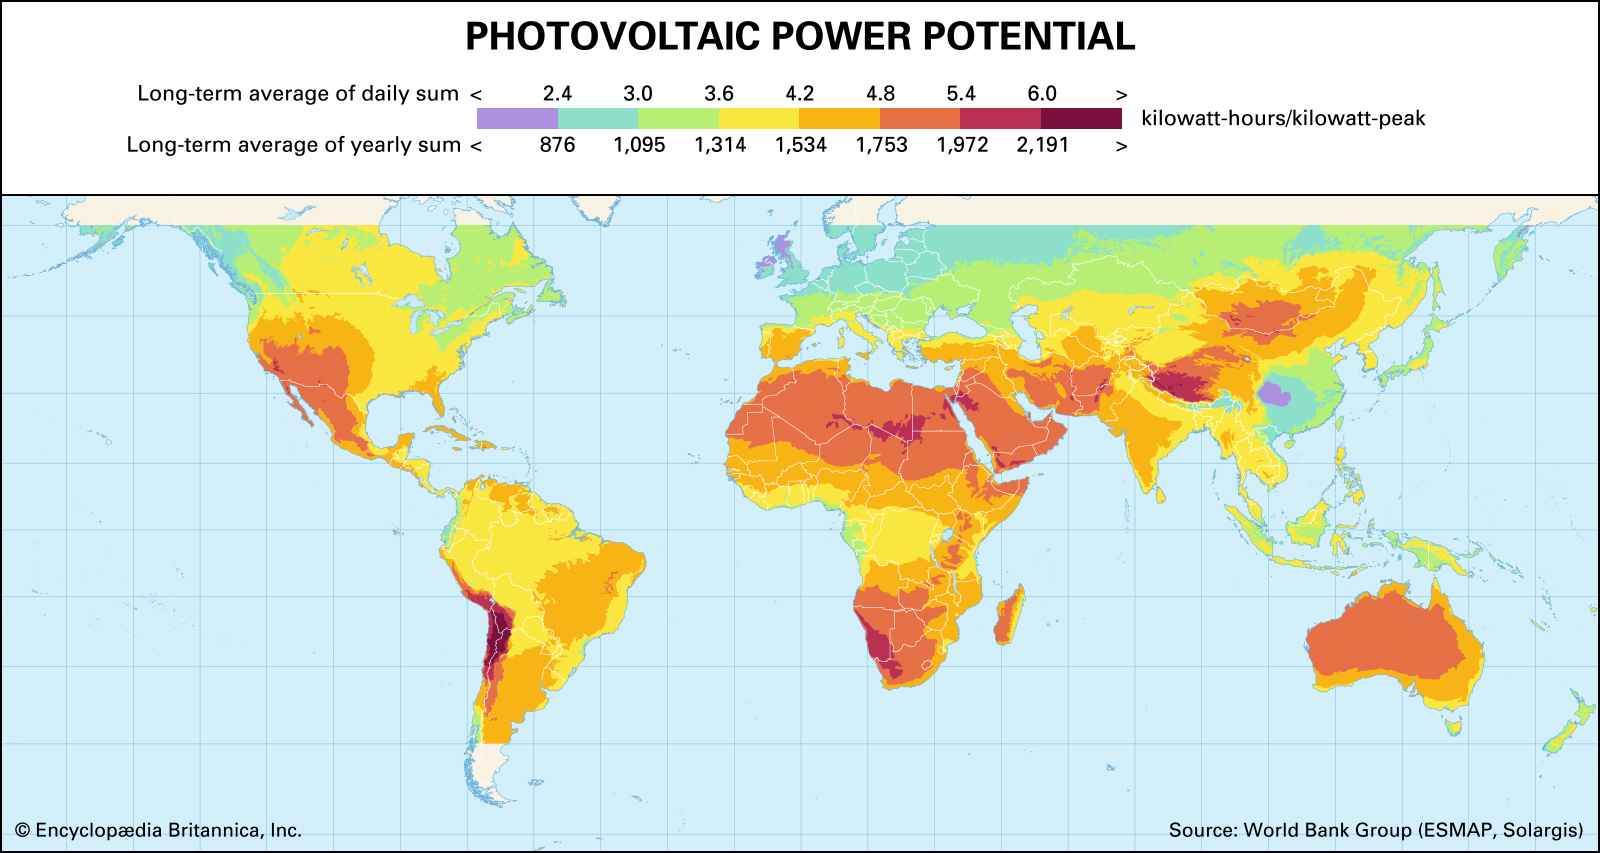 PHOTOVOLTAIC POWER POTENTIAL
Long-term average of daily sum < 2.4 3.0 3.6 4.2 4.8 5.4 6.0 >
kilowatt-hours/kilowatt-peak
Long-term average of yearly sum < 876 1,095 1,314 1,534 1,753 1,972 2,191 >
© Encyclopædia Britannica, Inc.
Source: World Bank Group (ESMAP, Solargis)